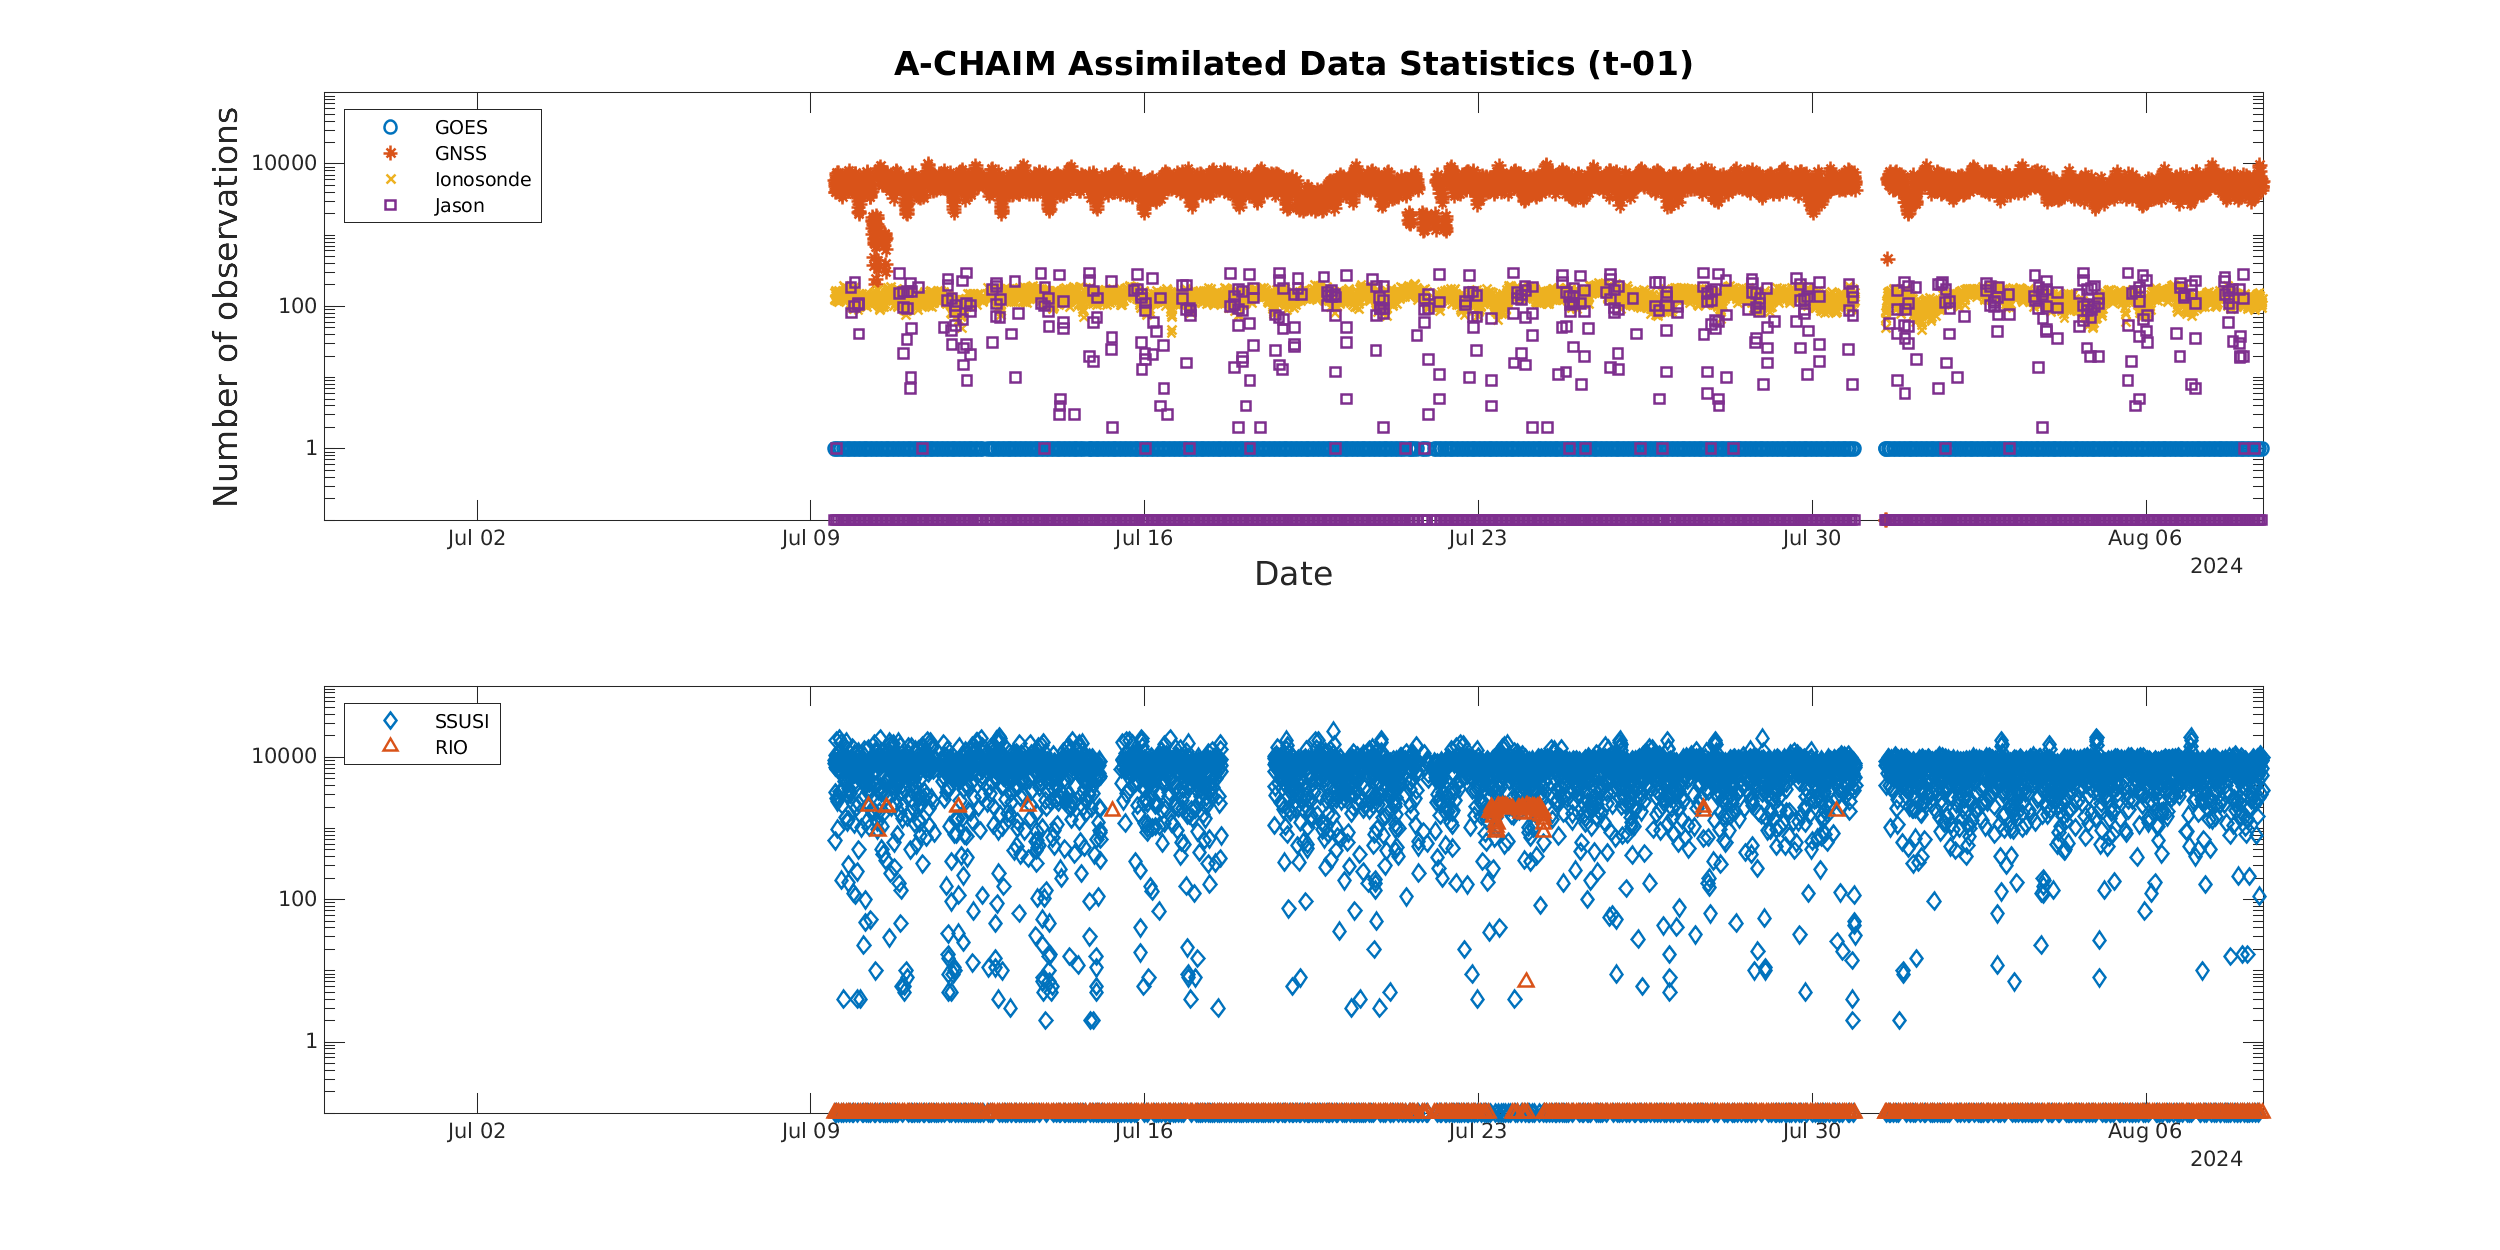 A-CHAIM Assimilated Data Statistics (t-01)
Number of observations
10000
100
1
GOES
GNSS
Ionosonde
Jason
Jul 02
Jul 09
Jul 16
Jul 23
Jul 30
Aug 06
2024
Date
10000
100
1
SSUSI
RIO
Jul 02
Jul 09
Jul 16
Jul 23
Jul 30
Aug 06
2024